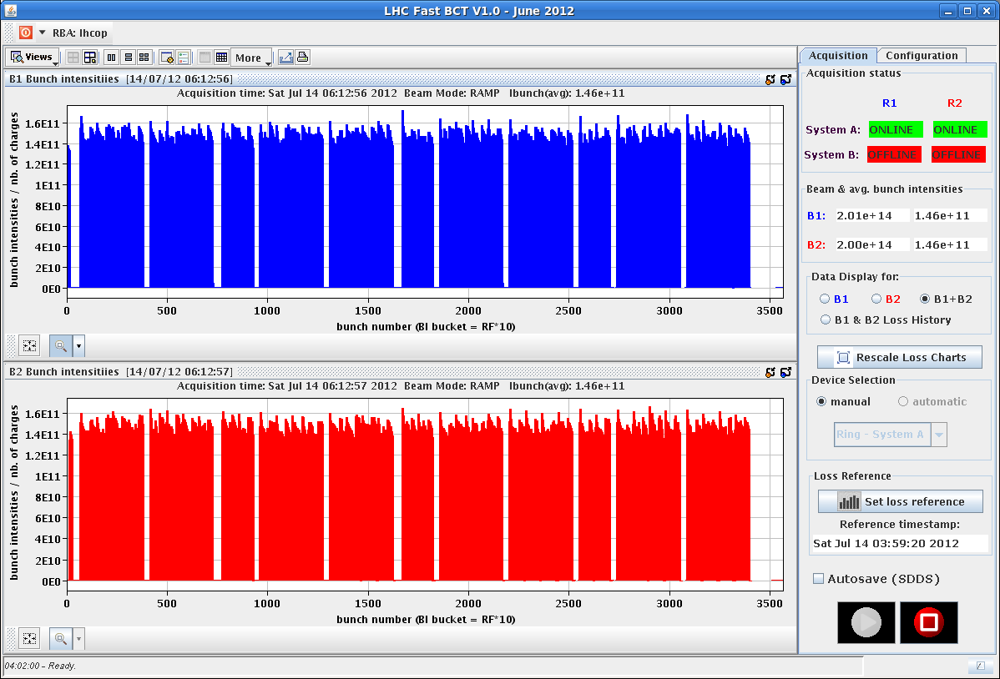 LHC Fast BCT V1.0 - June 2012
RBA: lhcop
Views
More
B1 Bunch intensitiies [14/07/12 06:12:56]
Acquisition time: Sat Jul 14 06:12:56 2012 Beam Mode: RAMP Ibunch(avg): 1.46e+11
bunch intensities / nb. of charges
1.6E11
1.4E11
1.2E11
1E11
8E10
6E10
4E10
2E10
0E0
0 500 1000 1500 2000 2500 3000 3500
bunch number (BI bucket = RF*10)
B2 Bunch intensitiies [14/07/12 06:12:57]
Acquisition time: Sat Jul 14 06:12:57 2012 Beam Mode: RAMP Ibunch(avg): 1.46e+11
bunch intensities / nb. of charges
1.6E11
1.4E11
1.2E11
1E11
8E10
6E10
4E10
2E10
0E0
0 500 1000 1500 2000 2500 3000 3500
bunch number (BI bucket = RF*10)
04:02:00 - Ready.
Acquisition Configuration
Acquisition status
R1 R2
System A: ONLINE ONLINE
System B: OFFLINE OFFLINE
Beam & avg. bunch intensities
B1: 2.01e+14 1.46e+11
B2: 2.00e+14 1.46e+11
Data Display for:
B1 B2 B1+B2
B1 & B2 Loss History
Rescale Loss Charts
Device Selection
manual automatic
Ring - System A
Loss Reference
Set loss reference
Reference timestamp:
Sat Jul 14 03:59:20 2012
Autosave (SDDS)